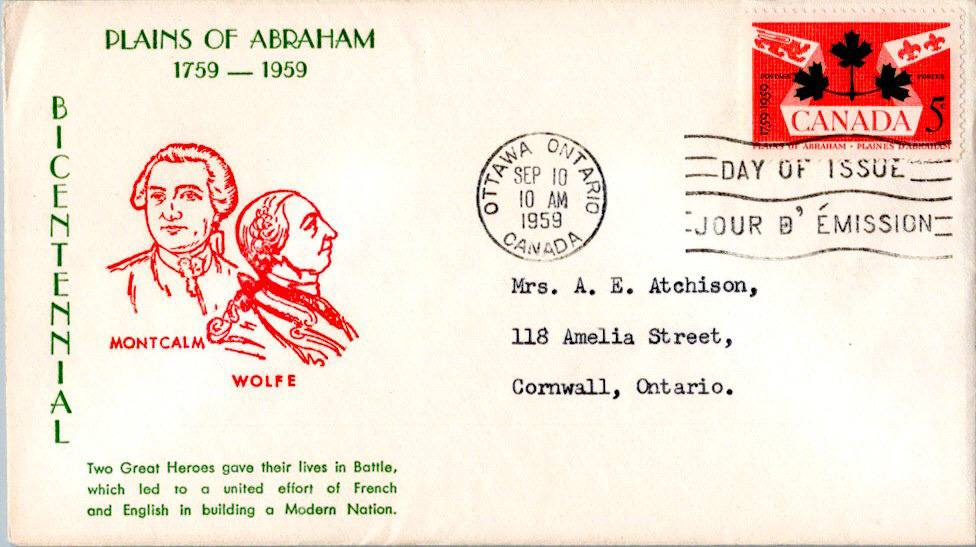 PLAINS OF ABRAHAM
1759 — 1959
BICENTENNIAL
MONTCALM
WOLFE
Two Great Heroes gave their lives in Battle,
which led to a united effort of French
and English in building a Modern Nation.
POSTAGE POSTES
1759·1959
CANADA 5c
PLAINS OF ABRAHAM · PLAINES D'ABRAHAM
OTTAWA ONTARIO
SEP 10
10 AM
1959
CANADA
DAY OF ISSUE
JOUR D'ÉMISSION
Mrs. A. E. Atchison,
118 Amelia Street,
Cornwall, Ontario.